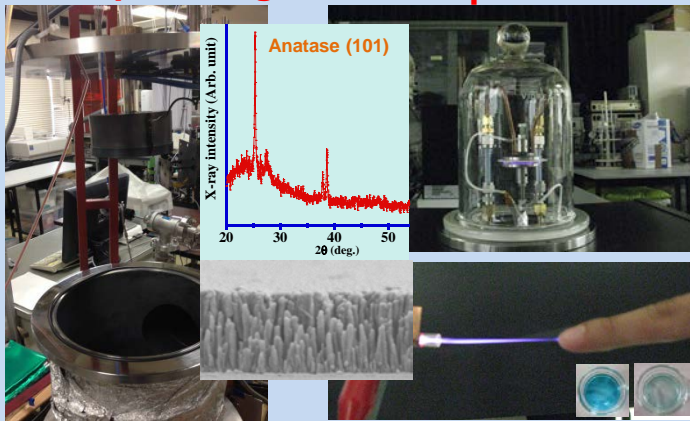 Anatase (101)
X-ray intensity (Arb. unit)
20 30 40 50
2θ (deg.)